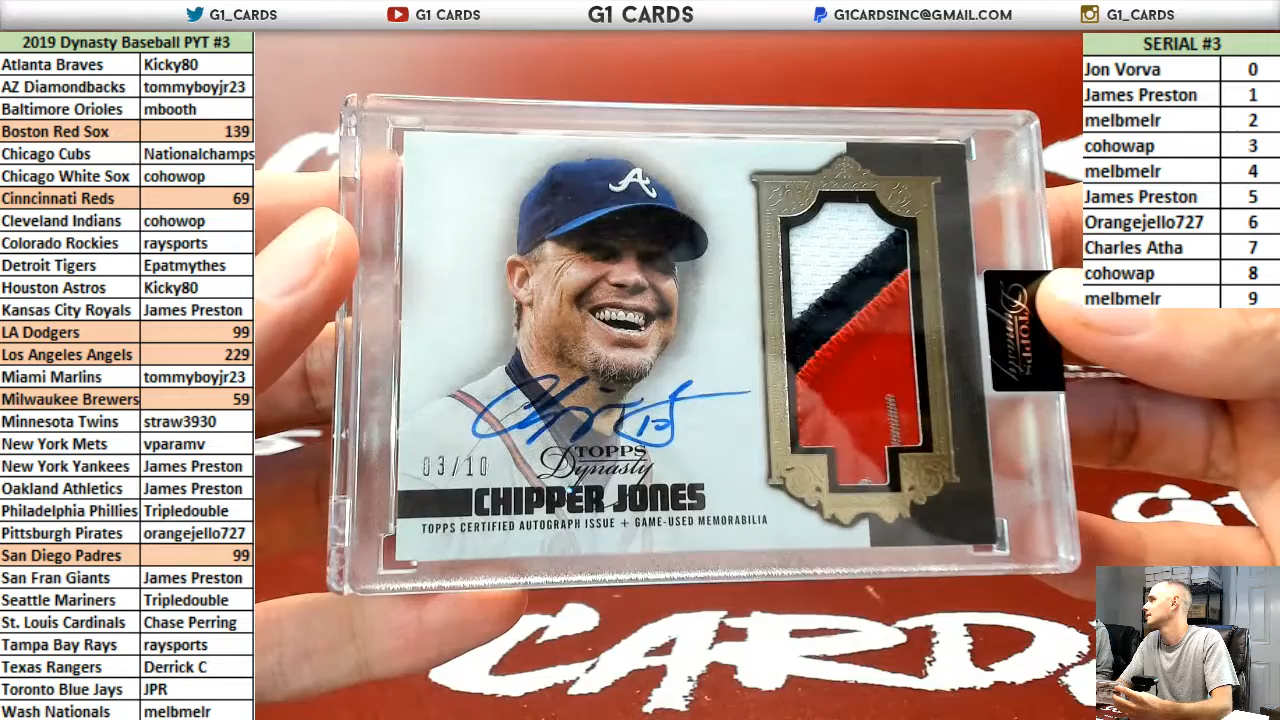 G1_CARDS
G1 CARDS
G1 CARDS
G1CARDSINC@GMAIL.COM
G1_CARDS
2019 Dynasty Baseball PYT #3
Atlanta Braves Kicky80
AZ Diamondbacks tommyboyjr23
Baltimore Orioles mbooth
Boston Red Sox 139
Chicago Cubs Nationalchamps
Chicago White Sox cohowop
Cinncinnati Reds 69
Cleveland Indians cohowop
Colorado Rockies raysports
Detroit Tigers Epatmythes
Houston Astros Kicky80
Kansas City Royals James Preston
LA Dodgers 99
Los Angeles Angels 229
Miami Marlins tommyboyjr23
Milwaukee Brewers 59
Minnesota Twins straw3930
New York Mets vparamv
New York Yankees James Preston
Oakland Athletics James Preston
Philadelphia Phillies Tripledouble
Pittsburgh Pirates orangejello727
San Diego Padres 99
San Fran Giants James Preston
Seattle Mariners Tripledouble
St. Louis Cardinals Chase Perring
Tampa Bay Rays raysports
Texas Rangers Derrick C
Toronto Blue Jays JPR
Wash Nationals melbmelr
A
03/10
TOPPS
Dynasty
CHIPPER JONES
TOPPS CERTIFIED AUTOGRAPH ISSUE + GAME-USED MEMORABILIA
TOPPS
Dynasty
CARDS
SERIAL #3
Jon Vorva 0
James Preston 1
melbmelr 2
cohowap 3
melbmelr 4
James Preston 5
Orangejello727 6
Charles Atha 7
cohowap 8
melbmelr 9